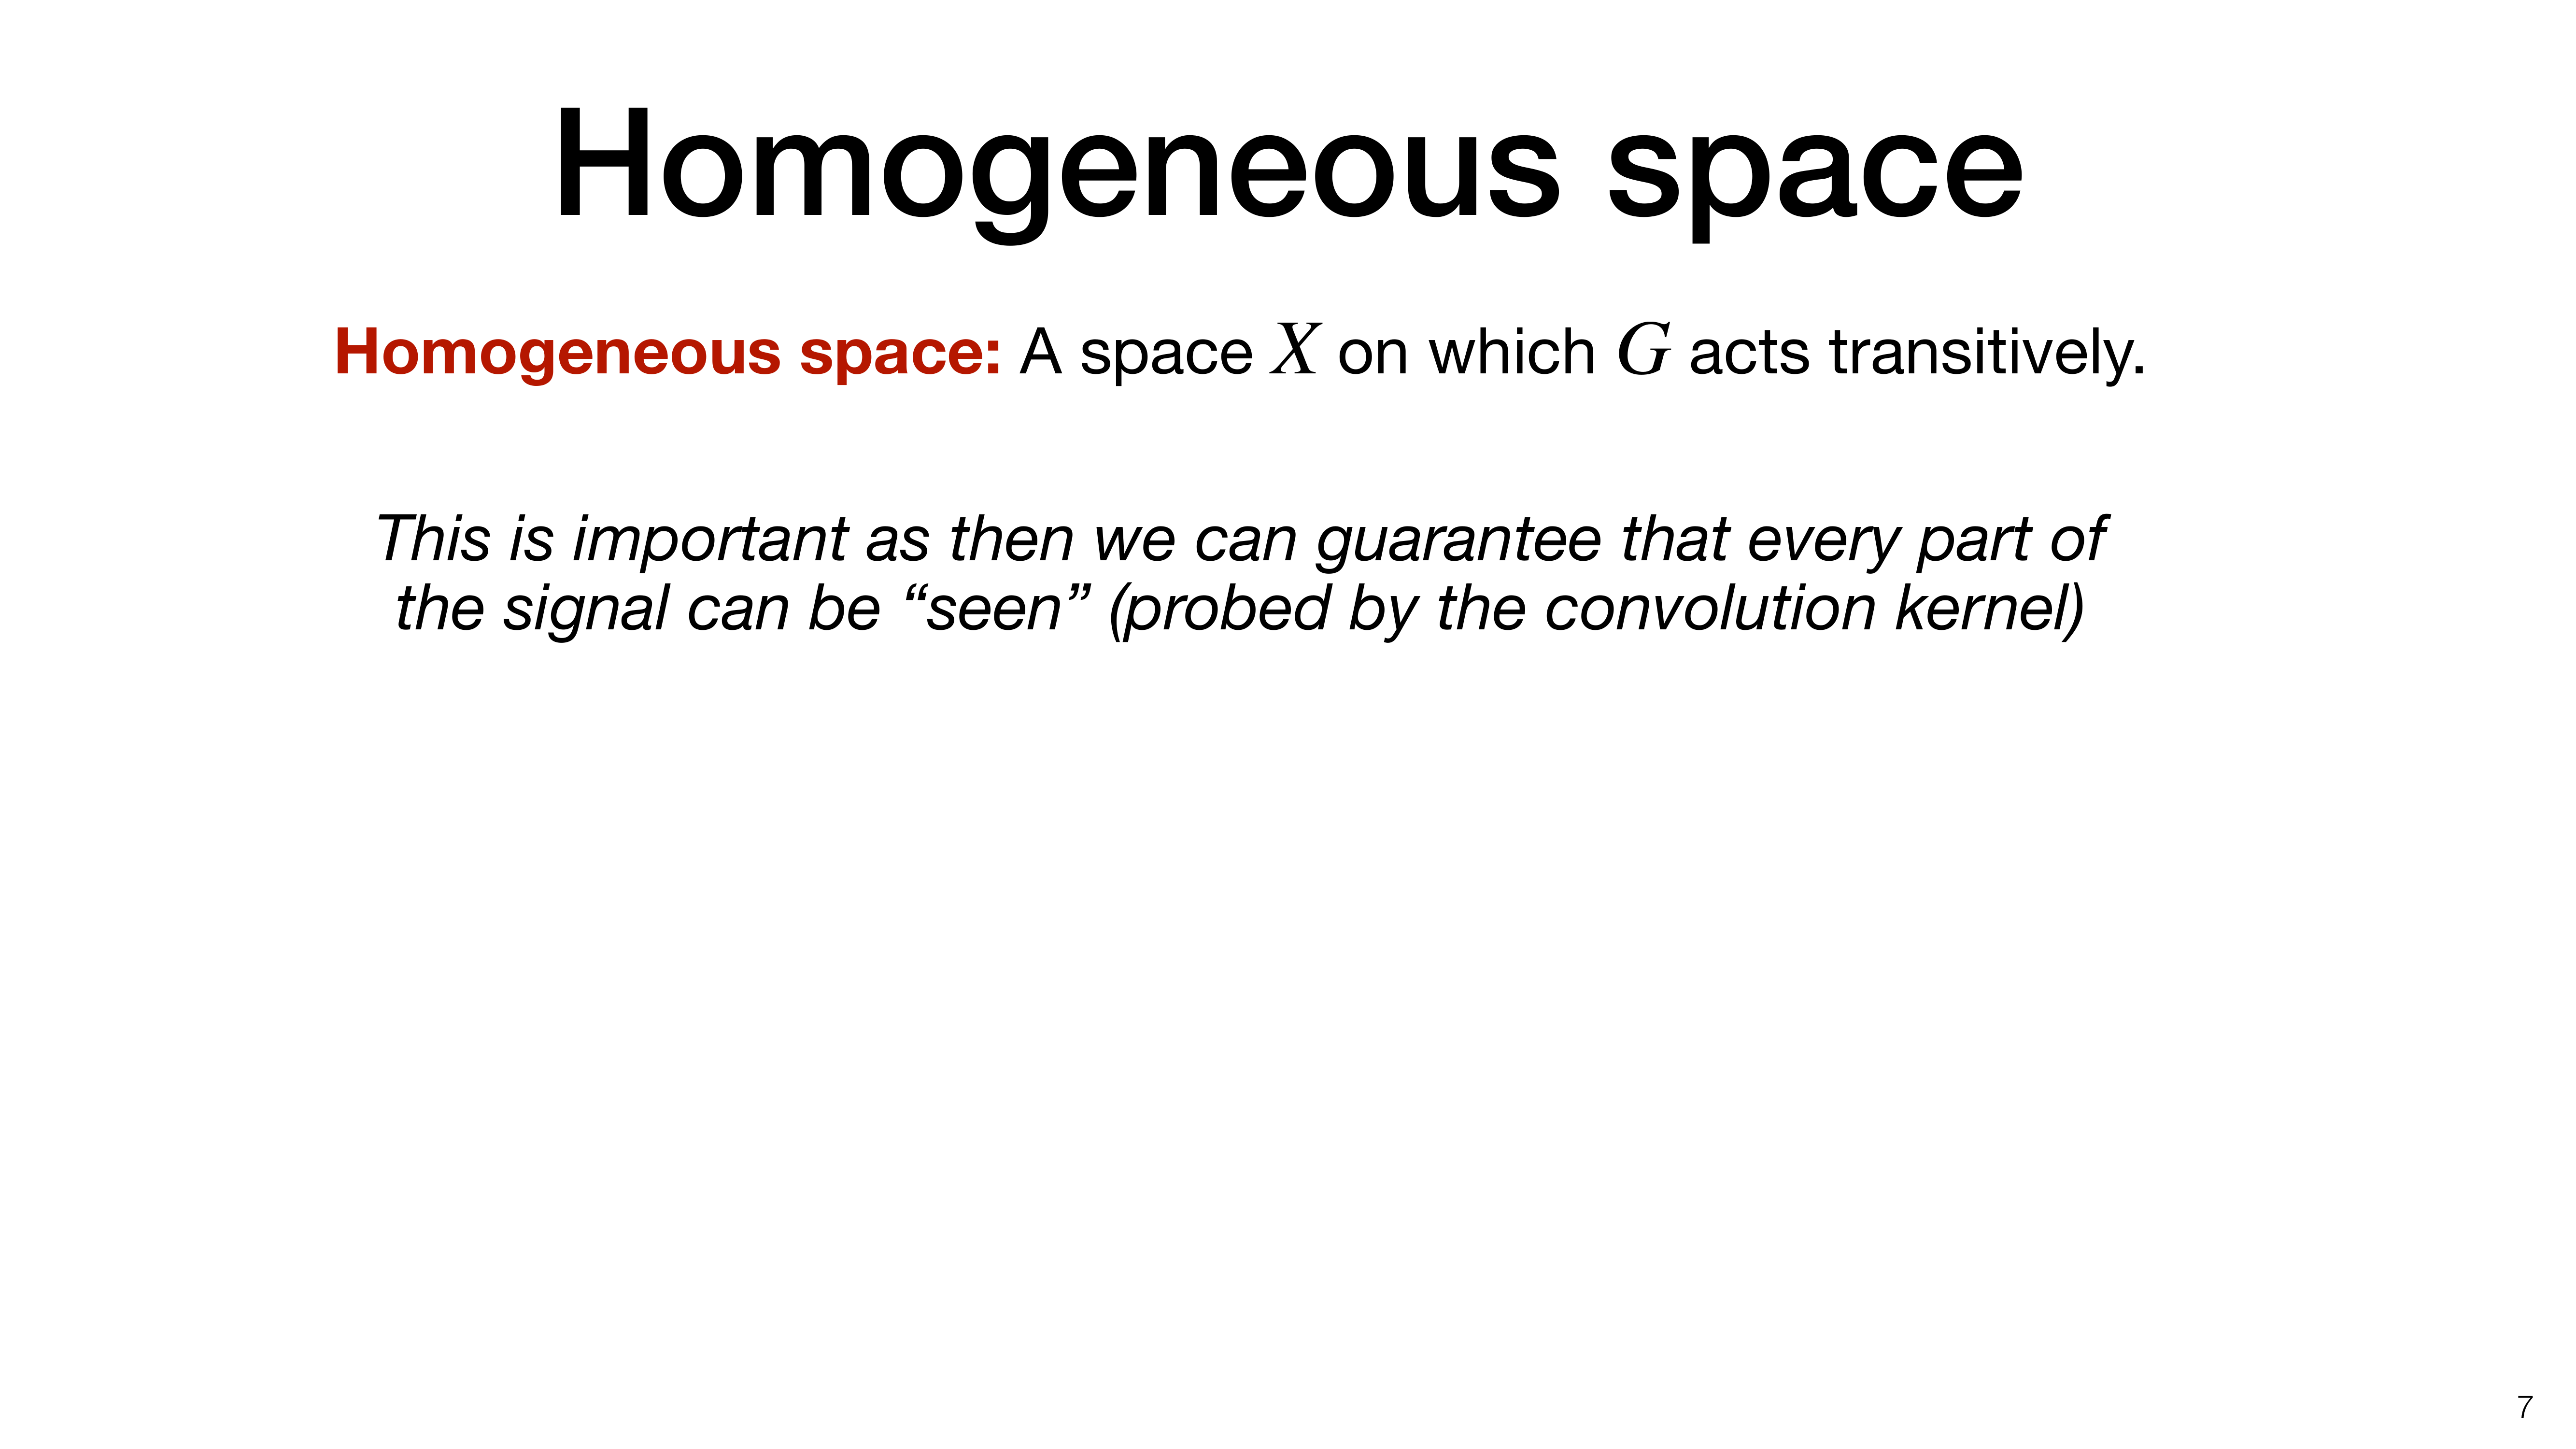 Homogeneous space
Homogeneous space: A space X on which G acts transitively.
This is important as then we can guarantee that every part of
the signal can be “seen” (probed by the convolution kernel)
7